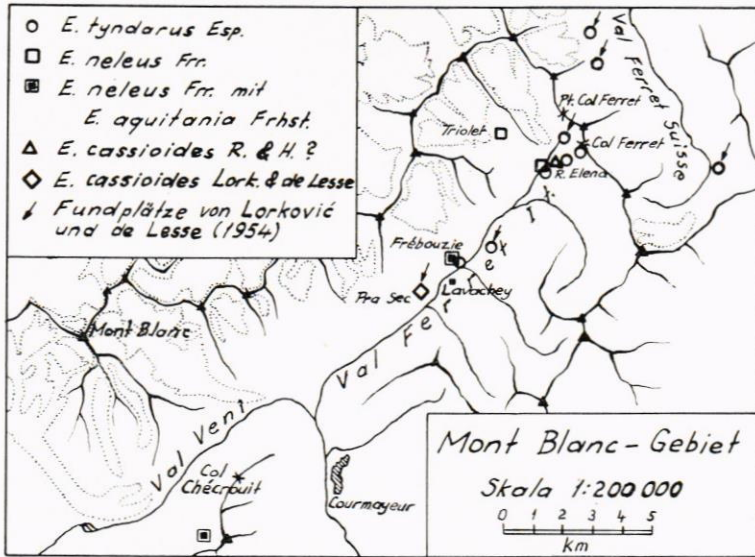 E. tyndarus Esp.
E. neleus Frr.
E. neleus Frr. mit
E. aquitania Frhst.
E. cassioides R. & H. ?
E. cassioides Lork. & de Lesse
Fundplätze von Lorković
und de Lesse (1954)
Val Ferret Suisse
Pt. Col Ferret
Triolet
Col Ferret
R. Elena
Frébouzie
Lavachey
Pra Sec
Val Ferret It.
Mont Blanc
Val Veni
Col
Chécrouit
Courmayeur
Mont Blanc - Gebiet
Skala 1:200 000
0 1 2 3 4 5
Km